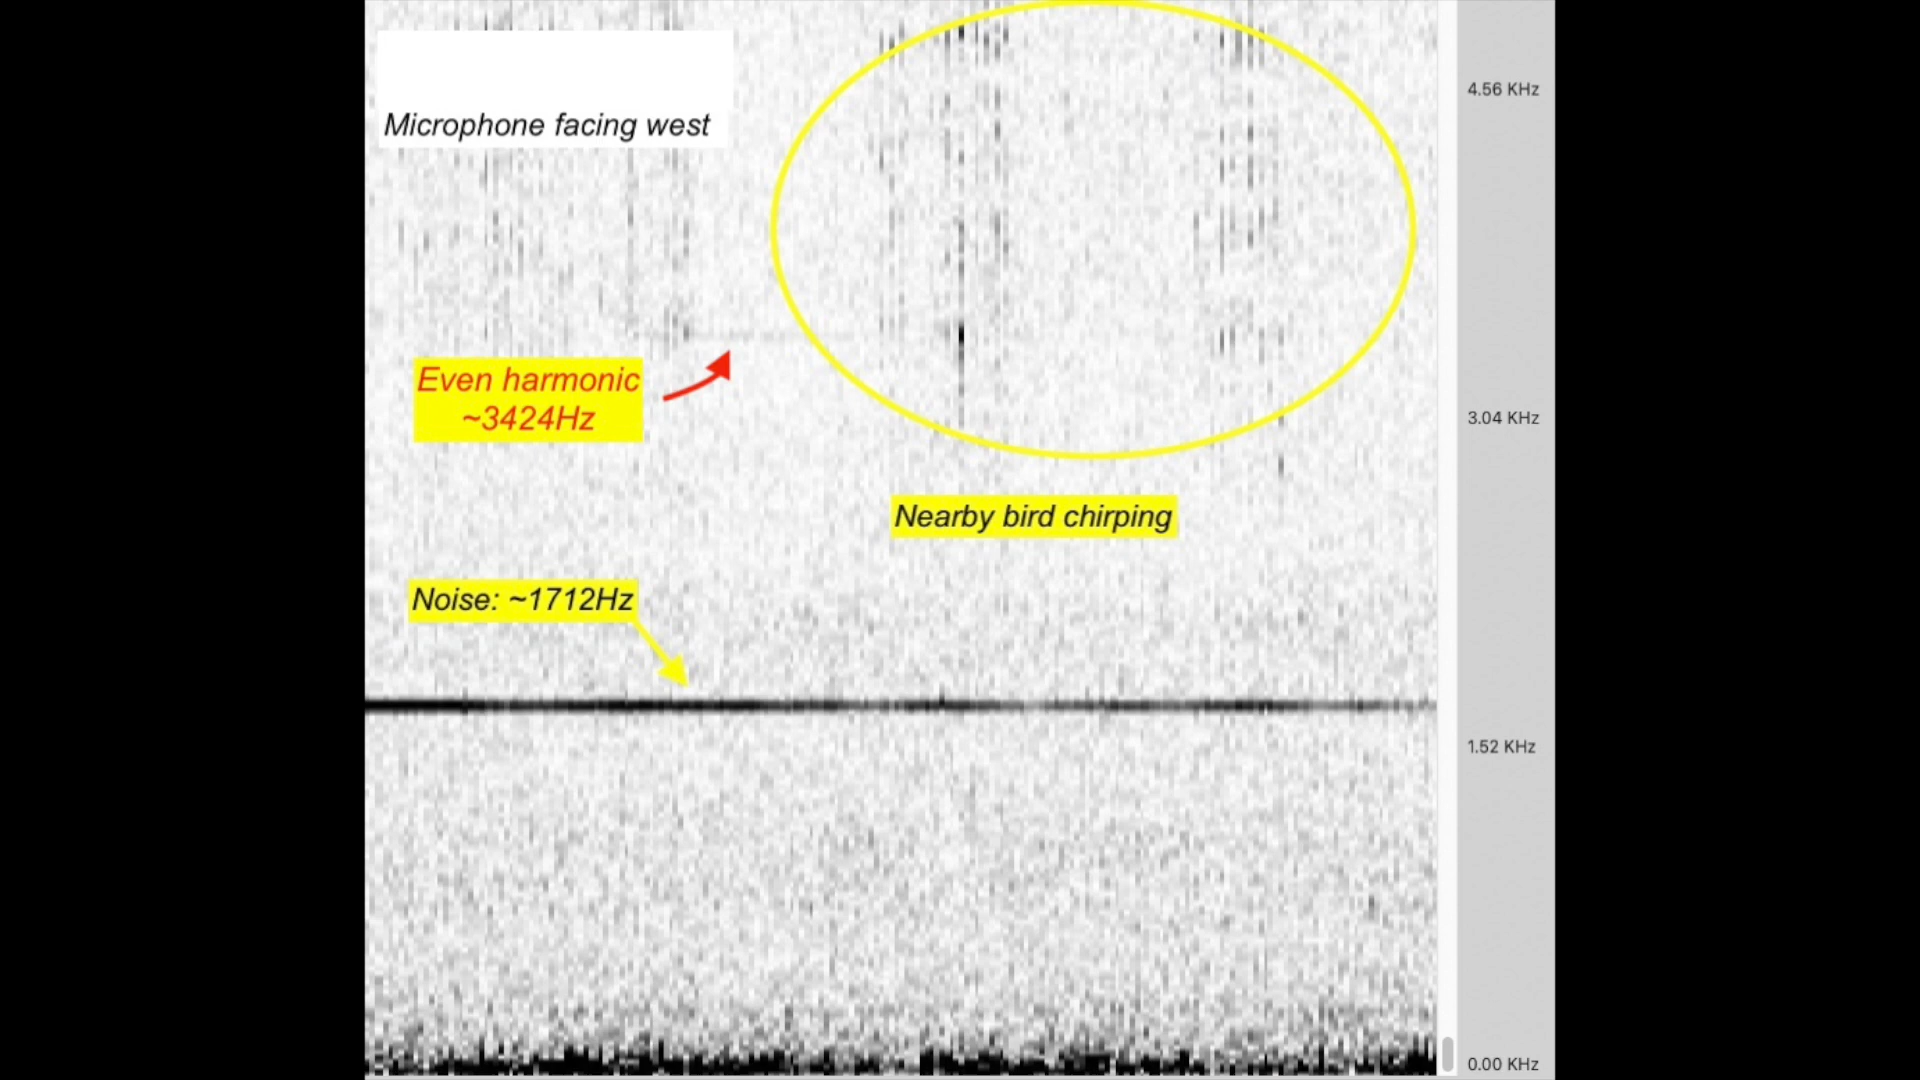 4.56 KHz
Microphone facing west
Even harmonic
~3424Hz
3.04 KHz
Nearby bird chirping
Noise: ~1712Hz
1.52 KHz
0.00 KHz